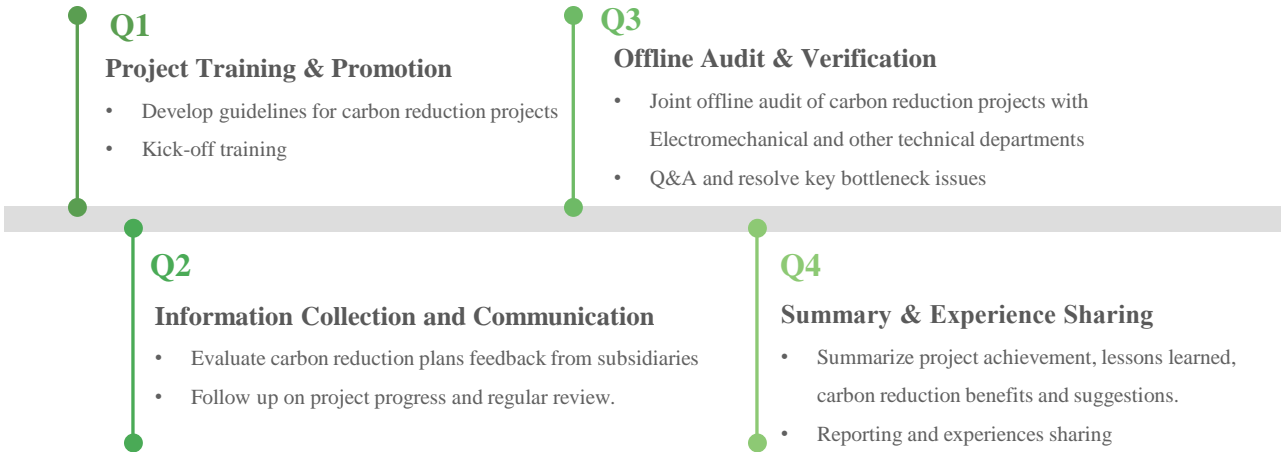 Q1
Project Training & Promotion
• Develop guidelines for carbon reduction projects
• Kick-off training
Q3
Offline Audit & Verification
• Joint offline audit of carbon reduction projects with
Electromechanical and other technical departments
• Q&A and resolve key bottleneck issues
Q2
Information Collection and Communication
• Evaluate carbon reduction plans feedback from subsidiaries
• Follow up on project progress and regular review.
Q4
Summary & Experience Sharing
• Summarize project achievement, lessons learned,
carbon reduction benefits and suggestions.
• Reporting and experiences sharing